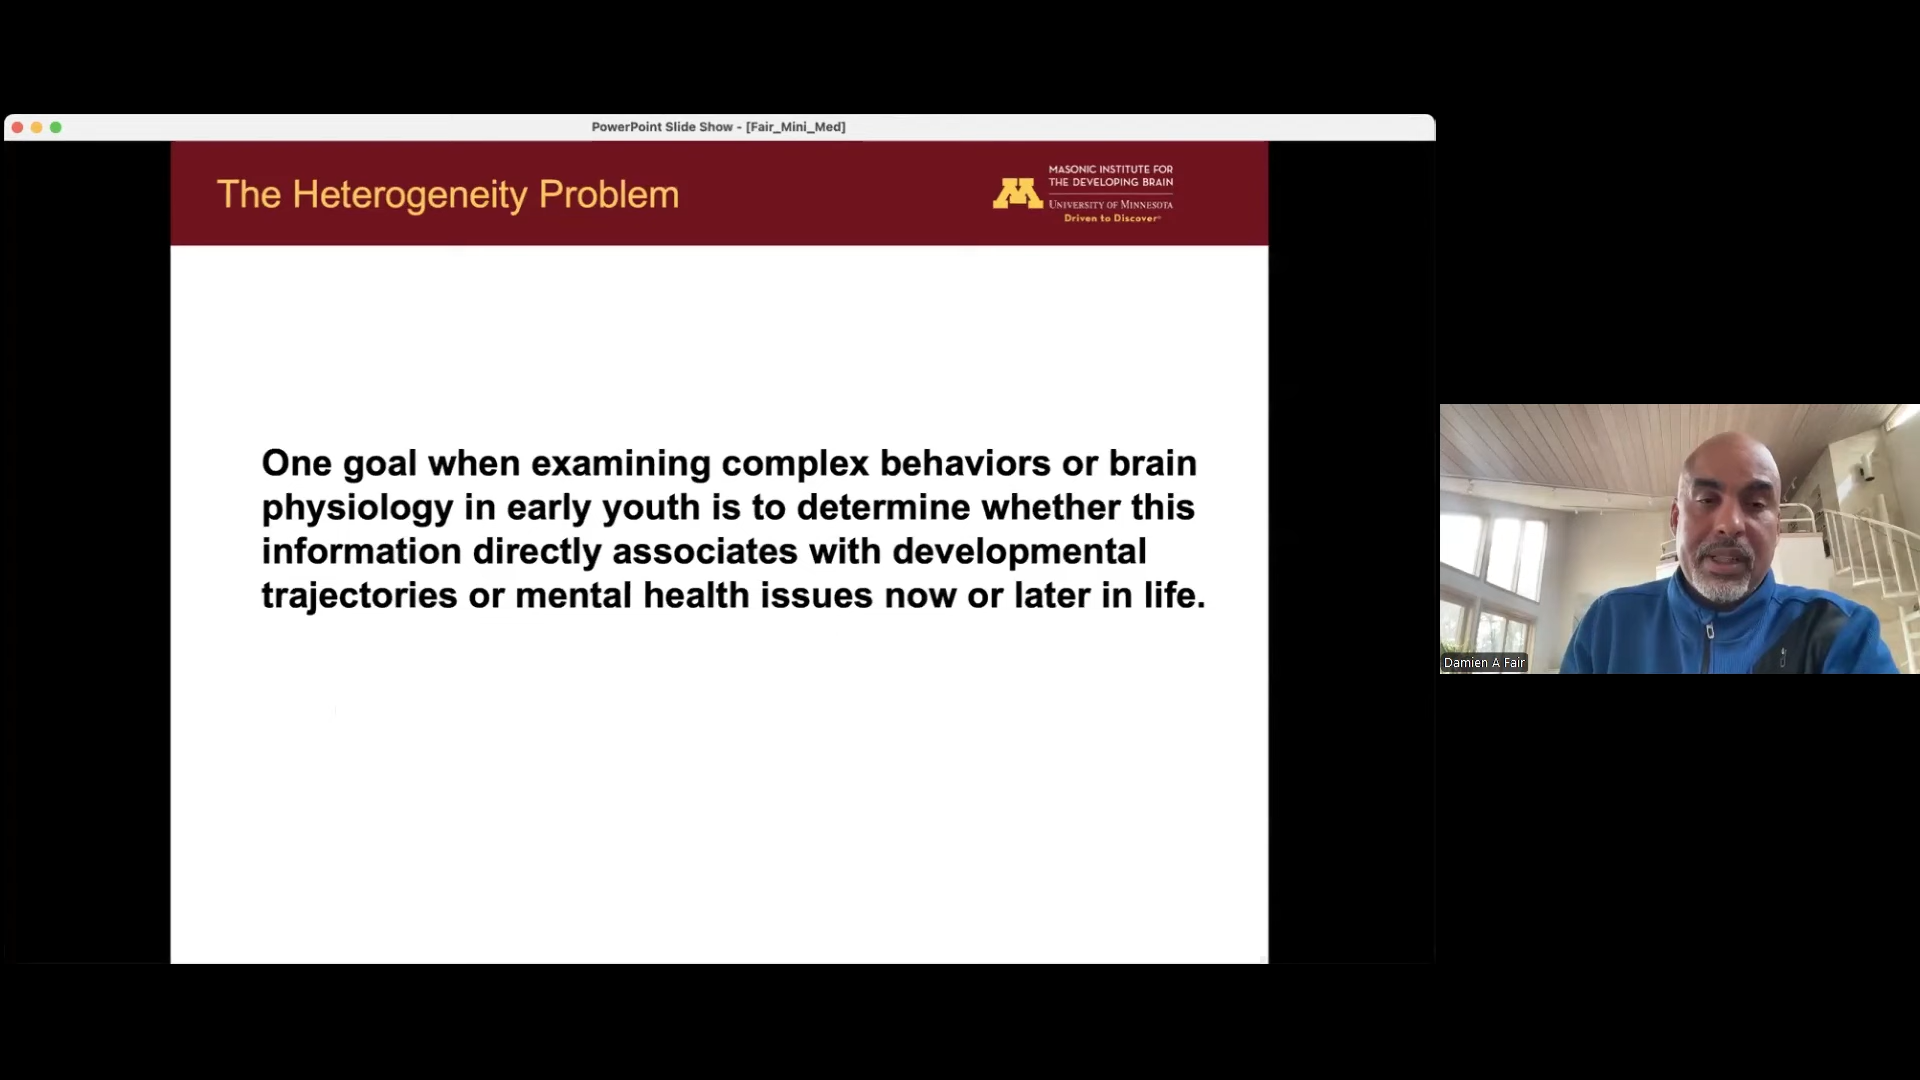 PowerPoint Slide Show - [Fair_Mini_Med]
The Heterogeneity Problem
MASONIC INSTITUTE FOR
THE DEVELOPING BRAIN
UNIVERSITY OF MINNESOTA
Driven to Discover®
One goal when examining complex behaviors or brain
physiology in early youth is to determine whether this
information directly associates with developmental
trajectories or mental health issues now or later in life.
Damien A Fair